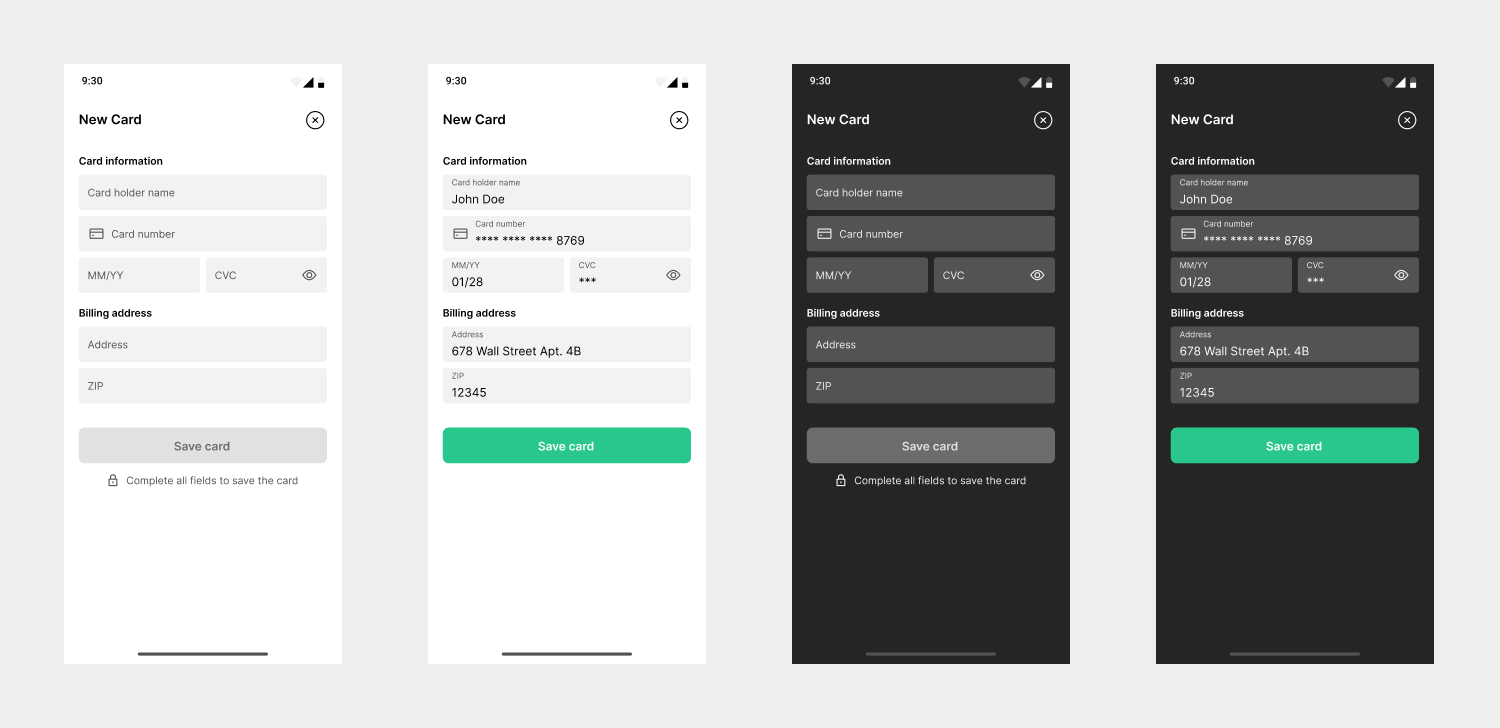 9:30
New Card
Card information
Card holder name
Card number
MM/YY CVC
Billing address
Address
ZIP
Save card
Complete all fields to save the card
9:30
New Card
Card information
Card holder name
John Doe
Card number
**** **** **** 8769
MM/YY CVC
01/28 ***
Billing address
Address
678 Wall Street Apt. 4B
ZIP
12345
Save card
9:30
New Card
Card information
Card holder name
Card number
MM/YY CVC
Billing address
Address
ZIP
Save card
Complete all fields to save the card
9:30
New Card
Card information
Card holder name
John Doe
Card number
**** **** **** 8769
MM/YY CVC
01/28 ***
Billing address
Address
678 Wall Street Apt. 4B
ZIP
12345
Save card